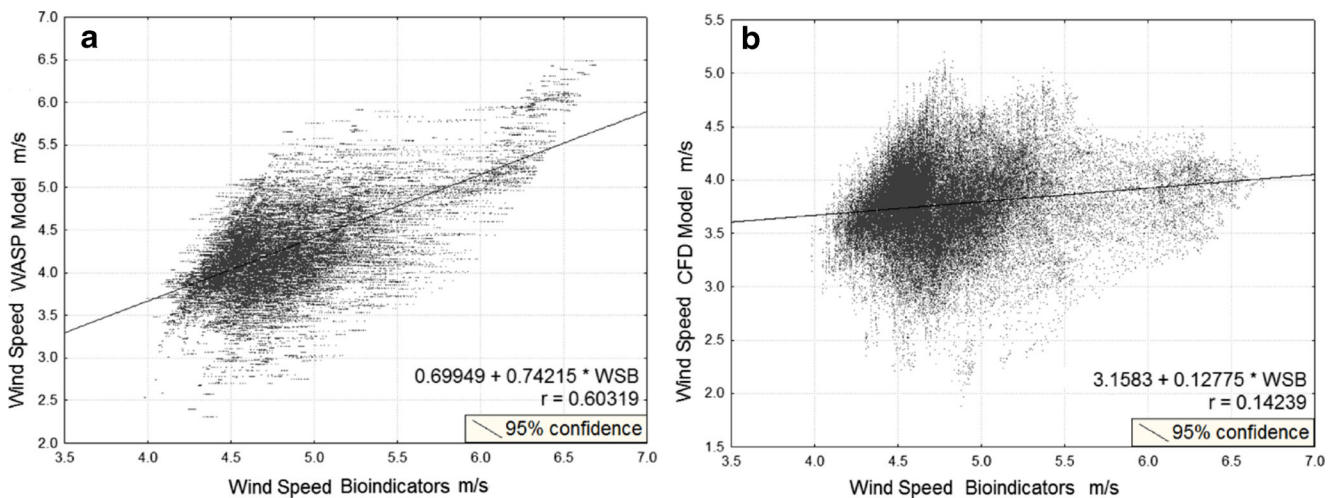 a
Wind Speed WASP Model m/s
7.0
6.5
6.0
5.5
5.0
4.5
4.0
3.5
3.0
2.5
2.0
0.69949 + 0.74215 * WSB
r = 0.60319
95% confidence
3.5 4.0 4.5 5.0 5.5 6.0 6.5 7.0
Wind Speed Bioindicators m/s
b
Wind Speed CFD Model m/s
5.5
5.0
4.5
4.0
3.5
3.0
2.5
2.0
1.5
3.1583 + 0.12775 * WSB
r = 0.14239
95% confidence
3.5 4.0 4.5 5.0 5.5 6.0 6.5 7.0
Wind Speed Bioindicators m/s